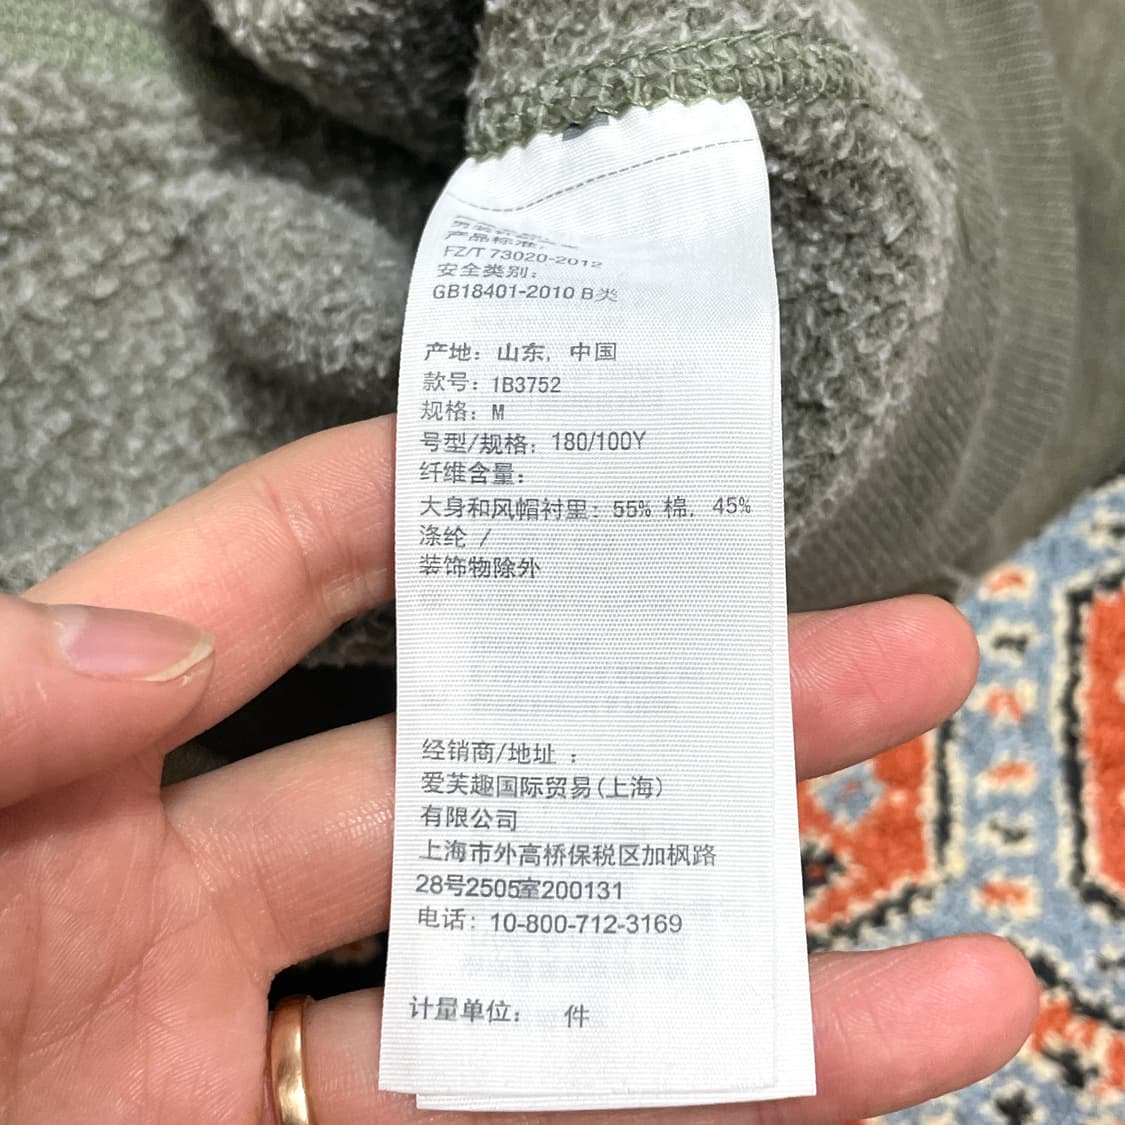 产品标准:
FZ/T 73020-2012
安全类别:
GB18401-2010 B类
产地: 山东, 中国
款号: 1B3752
规格: M
号型/规格: 180/100Y
纤维含量:
大身和风帽衬里: 55% 棉, 45%
涤纶 /
装饰物除外
经销商/地址 :
爱芙趣国际贸易(上海)
有限公司
上海市外高桥保税区加枫路
28号2505室200131
电话: 10-800-712-3169
计量单位: 件